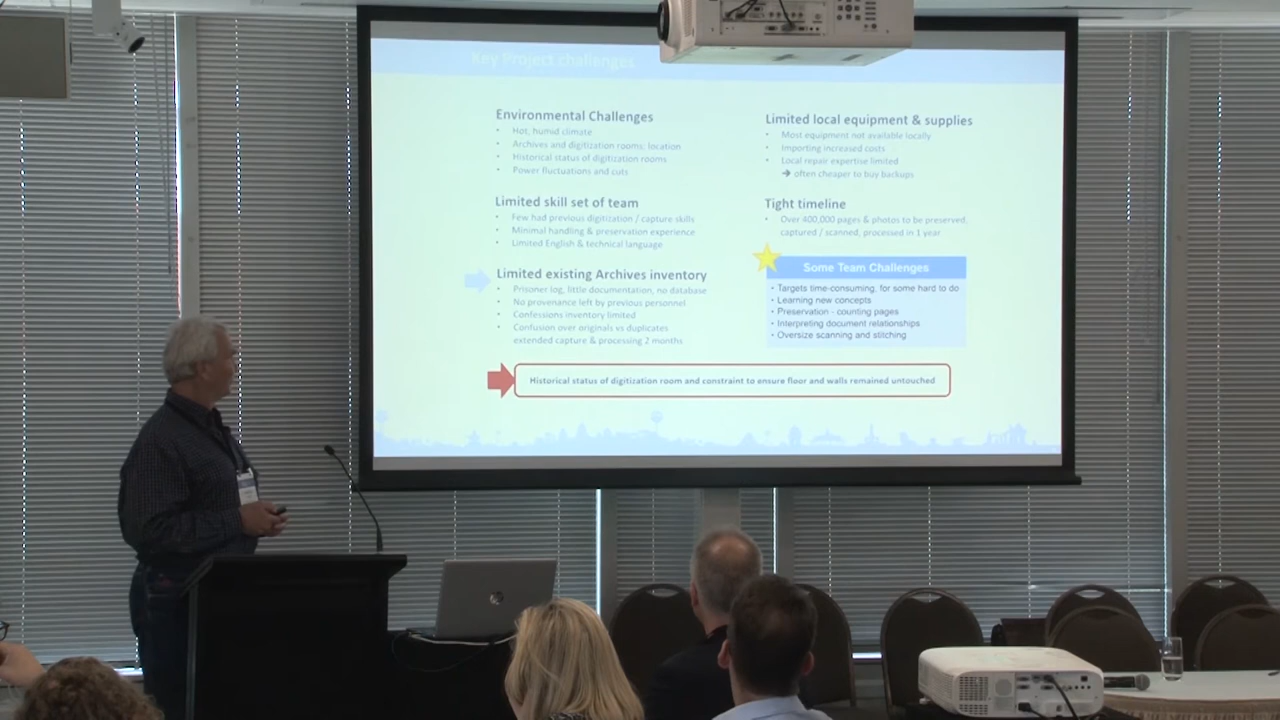 Key Project challenges
Environmental Challenges
• Hot, humid climate
• Archives and digitization rooms: location
• Historical status of digitization rooms
• Power fluctuations and cuts
Limited skill set of team
• Few had previous digitization / capture skills
• Minimal handling & preservation experience
• Limited English & technical language
Limited existing Archives inventory
• Prisoner log, little documentation, no database
• No provenance left by previous personnel
• Confessions inventory limited
• Confusion over originals vs duplicates
extended capture & processing 2 months
Limited local equipment & supplies
• Most equipment not available locally
• Importing increased costs
• Local repair expertise limited
➔ often cheaper to buy backups
Tight timeline
• Over 400,000 pages & photos to be preserved,
captured / scanned, processed in 1 year
Some Team Challenges
• Targets time-consuming, for some hard to do
• Learning new concepts
• Preservation - counting pages
• Interpreting document relationships
• Oversize scanning and stitching
Historical status of digitization room and constraint to ensure floor and walls remained untouched